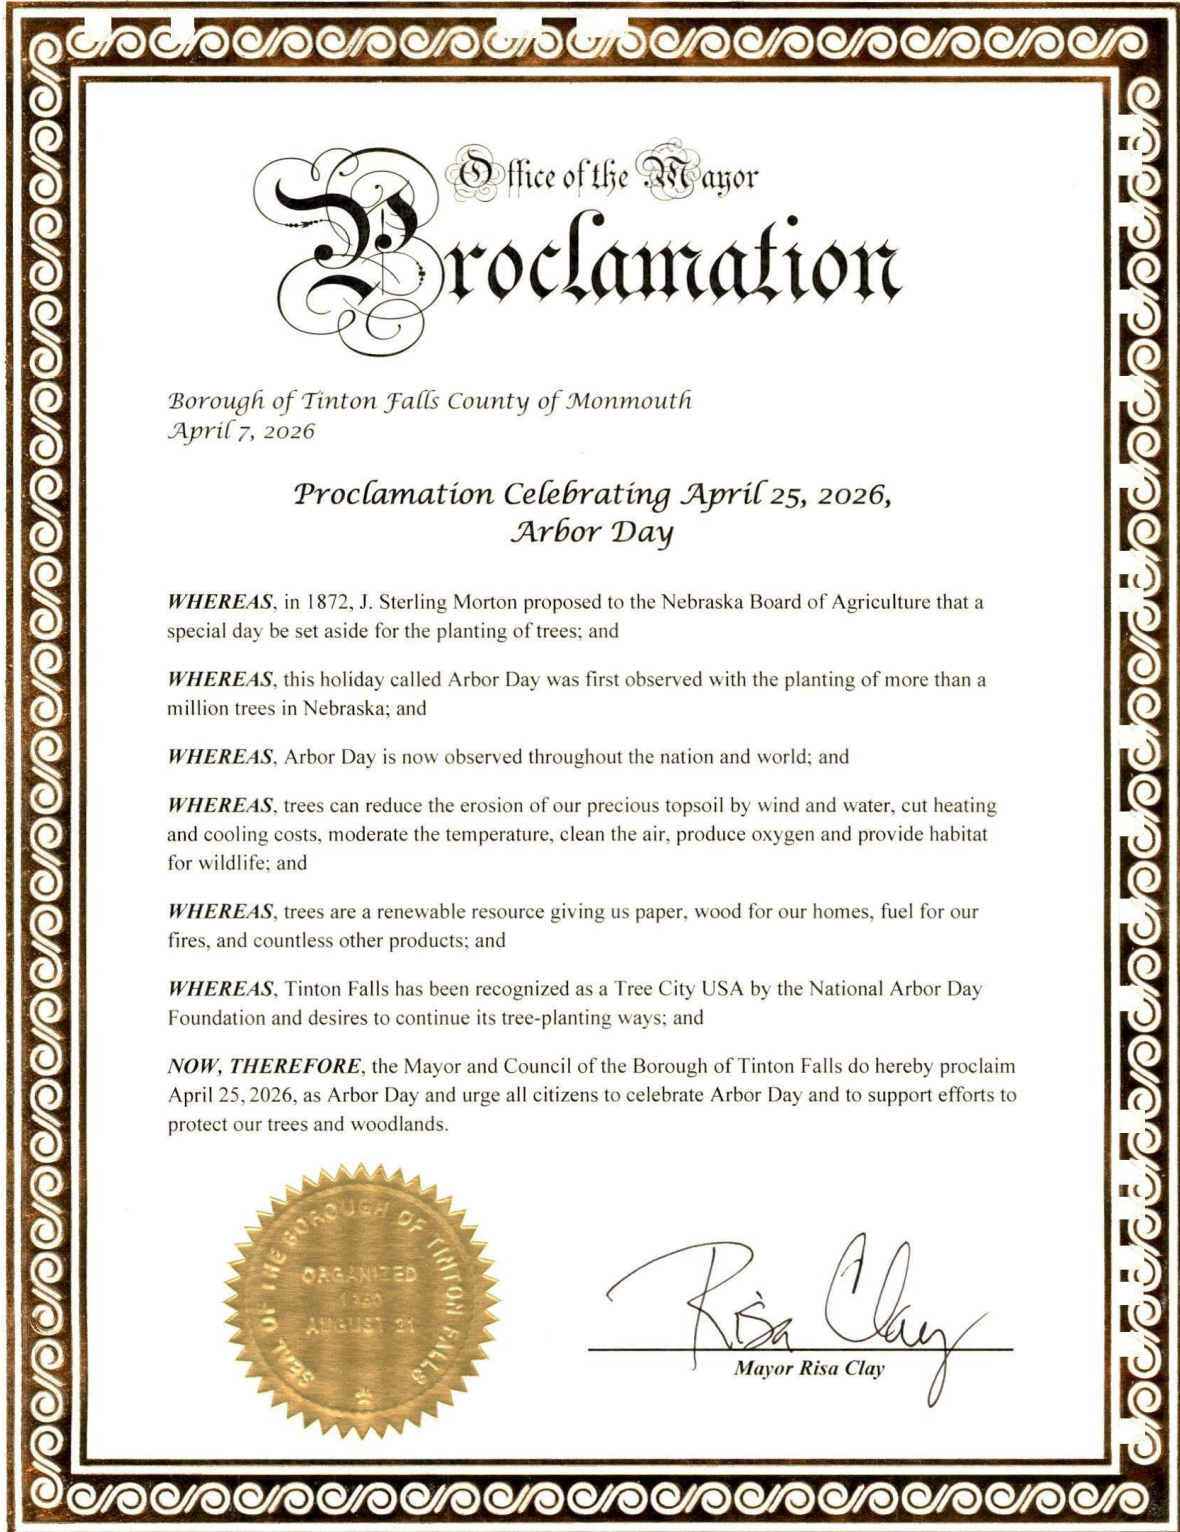 Office of the Mayor
Proclamation
Borough of Tinton Falls County of Monmouth
April 7, 2026
Proclamation Celebrating April 25, 2026,
Arbor Day
WHEREAS, in 1872, J. Sterling Morton proposed to the Nebraska Board of Agriculture that a
special day be set aside for the planting of trees; and
WHEREAS, this holiday called Arbor Day was first observed with the planting of more than a
million trees in Nebraska; and
WHEREAS, Arbor Day is now observed throughout the nation and world; and
WHEREAS, trees can reduce the erosion of our precious topsoil by wind and water, cut heating
and cooling costs, moderate the temperature, clean the air, produce oxygen and provide habitat
for wildlife; and
WHEREAS, trees are a renewable resource giving us paper, wood for our homes, fuel for our
fires, and countless other products; and
WHEREAS, Tinton Falls has been recognized as a Tree City USA by the National Arbor Day
Foundation and desires to continue its tree-planting ways; and
NOW, THEREFORE, the Mayor and Council of the Borough of Tinton Falls do hereby proclaim
April 25, 2026, as Arbor Day and urge all citizens to celebrate Arbor Day and to support efforts to
protect our trees and woodlands.
SEAL OF THE BOROUGH OF TINTON FALLS
ORGANIZED
AUGUST 21
Risa Clay
Mayor Risa Clay